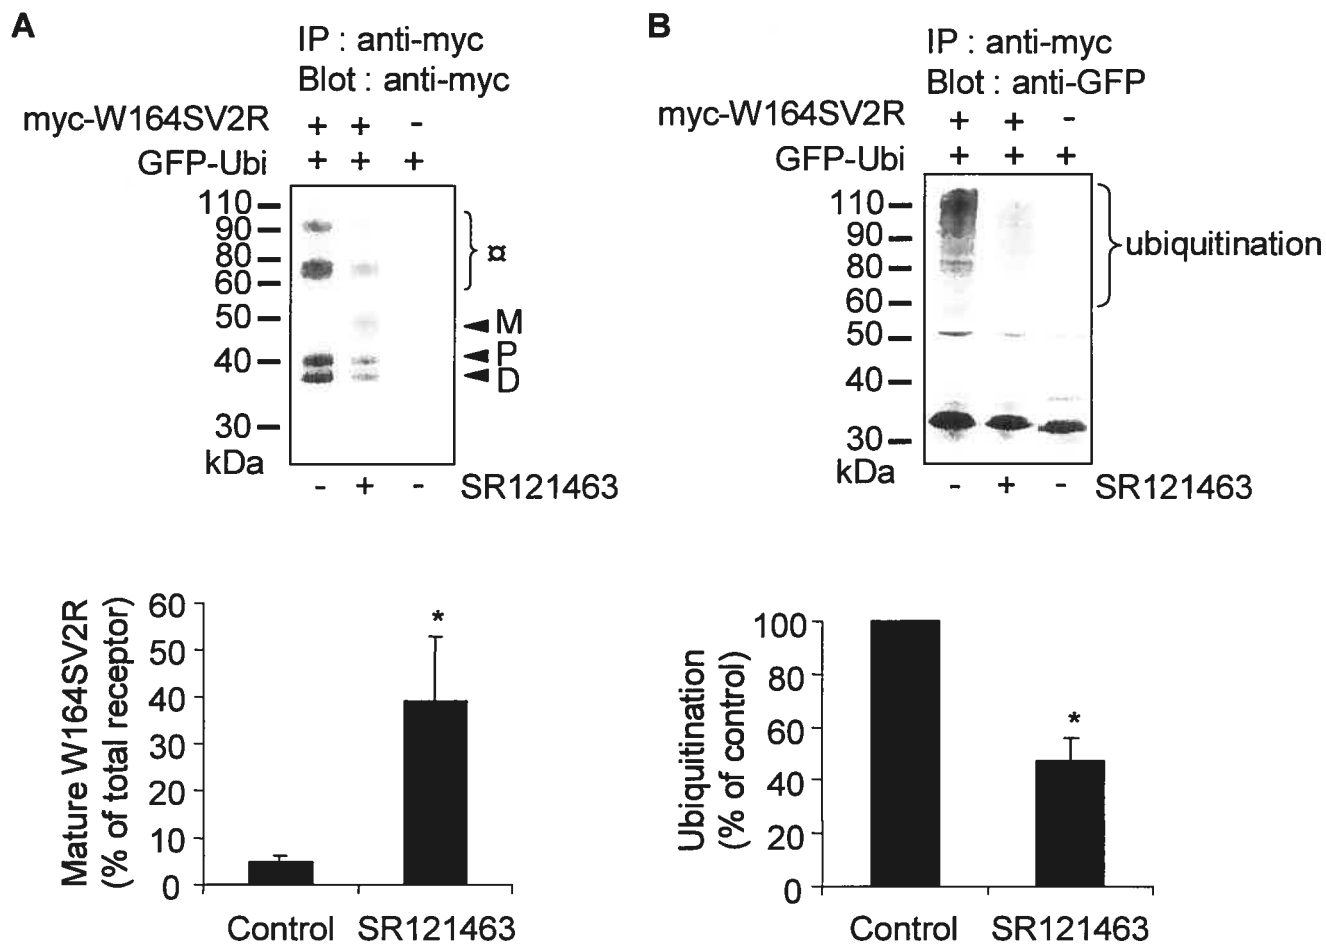 A
IP : anti-myc
Blot : anti-myc
myc-W164SV2R + + -
GFP-Ubi + + +
110
90
80
60
50
40
30
kDa
¤
M
P
D
- + - SR121463
B
IP : anti-myc
Blot : anti-GFP
myc-W164SV2R + + -
GFP-Ubi + + +
110
90
80
60
50
40
30
kDa
ubiquitination
- + - SR121463
Mature W164SV2R
(% of total receptor)
60
50
40
30
20
10
0
*
Control SR121463
Ubiquitination
(% of control)
100
80
60
40
20
0
*
Control SR121463